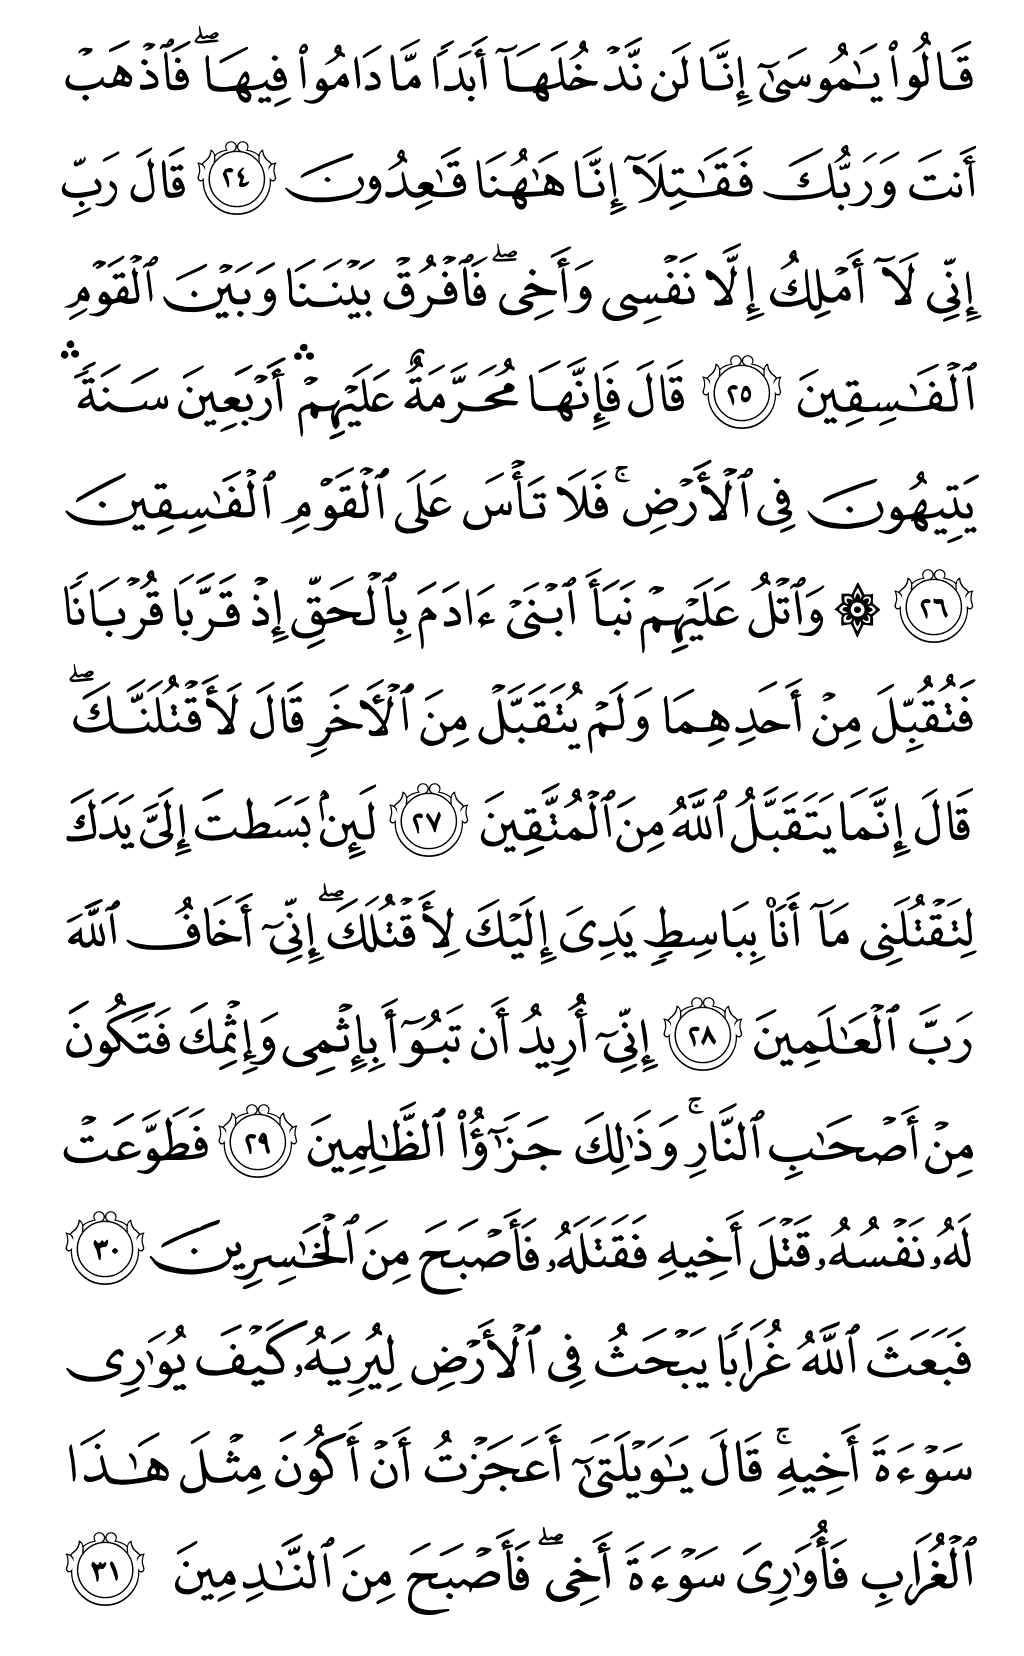 قَالُوا۟ يَـٰمُوسَىٰٓ إِنَّا لَن نَّدْخُلَهَآ أَبَدًا مَّا دَامُوا۟ فِيهَا ۖ فَٱذْهَبْ
أَنتَ وَرَبُّكَ فَقَـٰتِلَآ إِنَّا هَـٰهُنَا قَـٰعِدُونَ ٢٤ قَالَ رَبِّ
إِنِّى لَآ أَمْلِكُ إِلَّا نَفْسِى وَأَخِى ۖ فَٱفْرُقْ بَيْنَنَا وَبَيْنَ ٱلْقَوْمِ
ٱلْفَـٰسِقِينَ ٢٥ قَالَ فَإِنَّهَا مُحَرَّمَةٌ عَلَيْهِمْ ۛ أَرْبَعِينَ سَنَةً ۛ
يَتِيهُونَ فِى ٱلْأَرْضِ ۚ فَلَا تَأْسَ عَلَى ٱلْقَوْمِ ٱلْفَـٰسِقِينَ
٢٦ ۞ وَٱتْلُ عَلَيْهِمْ نَبَأَ ٱبْنَىْ ءَادَمَ بِٱلْحَقِّ إِذْ قَرَّبَا قُرْبَانًا
فَتُقُبِّلَ مِنْ أَحَدِهِمَا وَلَمْ يُتَقَبَّلْ مِنَ ٱلْـَٔاخَرِ قَالَ لَأَقْتُلَنَّكَ ۖ
قَالَ إِنَّمَا يَتَقَبَّلُ ٱللَّهُ مِنَ ٱلْمُتَّقِينَ ٢٧ لَئِنۢ بَسَطتَ إِلَىَّ يَدَكَ
لِتَقْتُلَنِى مَآ أَنَا۠ بِبَاسِطٍ يَدِىَ إِلَيْكَ لِأَقْتُلَكَ ۖ إِنِّىٓ أَخَافُ ٱللَّهَ
رَبَّ ٱلْعَـٰلَمِينَ ٢٨ إِنِّىٓ أُرِيدُ أَن تَبُوٓأَ بِإِثْمِى وَإِثْمِكَ فَتَكُونَ
مِنْ أَصْحَـٰبِ ٱلنَّارِ ۚ وَذَٰلِكَ جَزَٰٓؤُا۟ ٱلظَّـٰلِمِينَ ٢٩ فَطَوَّعَتْ
لَهُۥ نَفْسُهُۥ قَتْلَ أَخِيهِ فَقَتَلَهُۥ فَأَصْبَحَ مِنَ ٱلْخَـٰسِرِينَ ٣٠
فَبَعَثَ ٱللَّهُ غُرَابًا يَبْحَثُ فِى ٱلْأَرْضِ لِيُرِيَهُۥ كَيْفَ يُوَٰرِى
سَوْءَةَ أَخِيهِ ۚ قَالَ يَـٰوَيْلَتَىٰٓ أَعَجَزْتُ أَنْ أَكُونَ مِثْلَ هَـٰذَا
ٱلْغُرَابِ فَأُوَٰرِىَ سَوْءَةَ أَخِى ۖ فَأَصْبَحَ مِنَ ٱلنَّـٰدِمِينَ ٣١